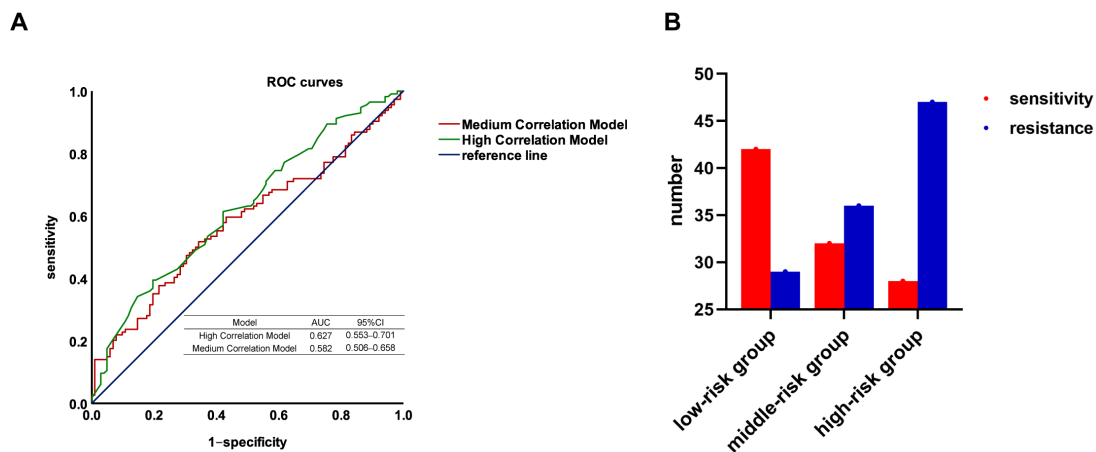 A
ROC curves
1.0
0.8
0.6
0.4
0.2
0.0
sensitivity
0.0 0.2 0.4 0.6 0.8 1.0
1−specificity
Medium Correlation Model
High Correlation Model
reference line
Model AUC 95%CI
High Correlation Model 0.627 0.553–0.701
Medium Correlation Model 0.582 0.506–0.658
B
50
45
40
35
30
25
number
low-risk group
middle-risk group
high-risk group
sensitivity
resistance